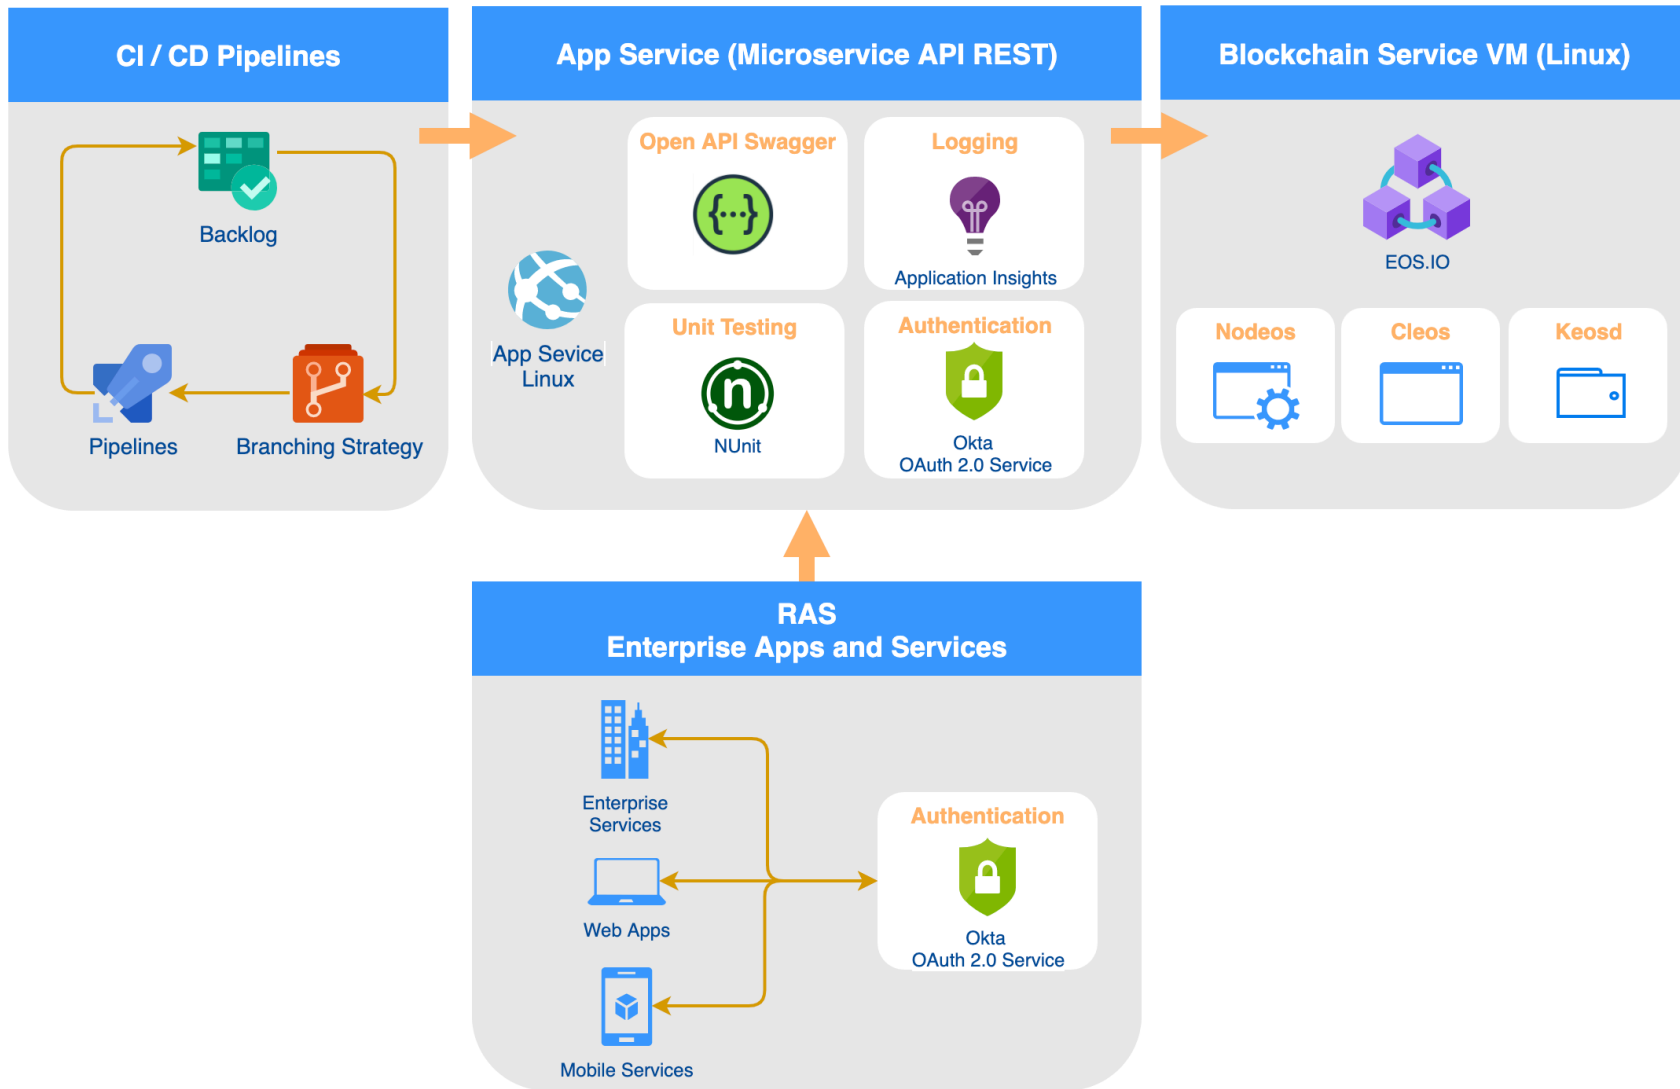 CI / CD Pipelines
Backlog
Pipelines
Branching Strategy
App Service (Microservice API REST)
App Sevice
Linux
Open API Swagger
Logging
Application Insights
Unit Testing
NUnit
Authentication
Okta
OAuth 2.0 Service
Blockchain Service VM (Linux)
EOS.IO
Nodeos
Cleos
Keosd
RAS
Enterprise Apps and Services
Enterprise
Services
Web Apps
Mobile Services
Authentication
Okta
OAuth 2.0 Service